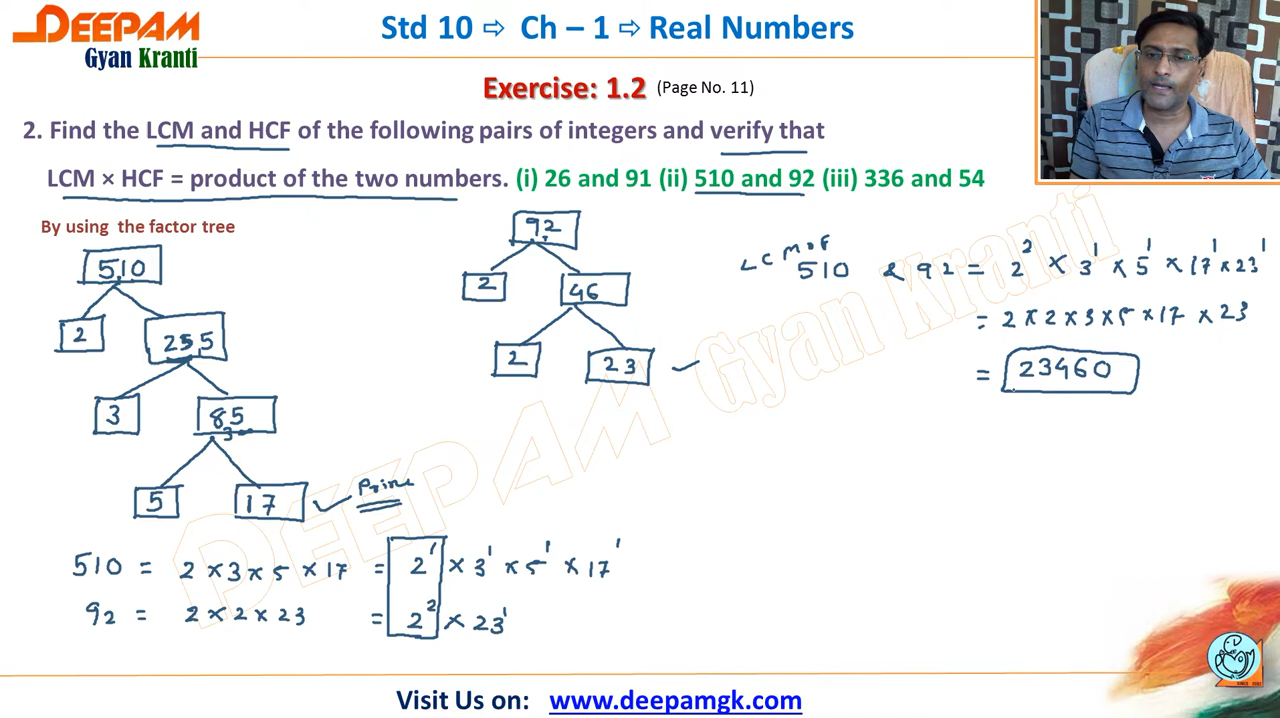 DEEPAM
Gyan Kranti
Std 10 ⇨ Ch – 1 ⇨ Real Numbers
Exercise: 1.2 (Page No. 11)
2. Find the LCM and HCF of the following pairs of integers and verify that
LCM × HCF = product of the two numbers. (i) 26 and 91 (ii) 510 and 92 (iii) 336 and 54
By using the factor tree
510
2 255
3 85
3
5 17 Prime
92
2 46
2 23
LCM of
510 & 92 = 2² × 3¹ × 5¹ × 17¹ × 23¹
= 2 × 2 × 3 × 5 × 17 × 23
= 23460
510 = 2 × 3 × 5 × 17 = 2¹ × 3¹ × 5¹ × 17¹
92 = 2 × 2 × 23 = 2² × 23¹
DEEPAM Gyan Kranti
Visit Us on: www.deepamgk.com